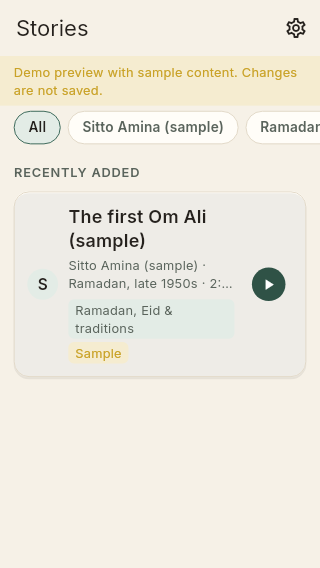 Stories
Demo preview with sample content. Changes
are not saved.
All
Sitto Amina (sample)
Ramadan
RECENTLY ADDED
The first Om Ali
(sample)
S
Sitto Amina (sample) ·
Ramadan, late 1950s · 2:...
Ramadan, Eid &
traditions
Sample